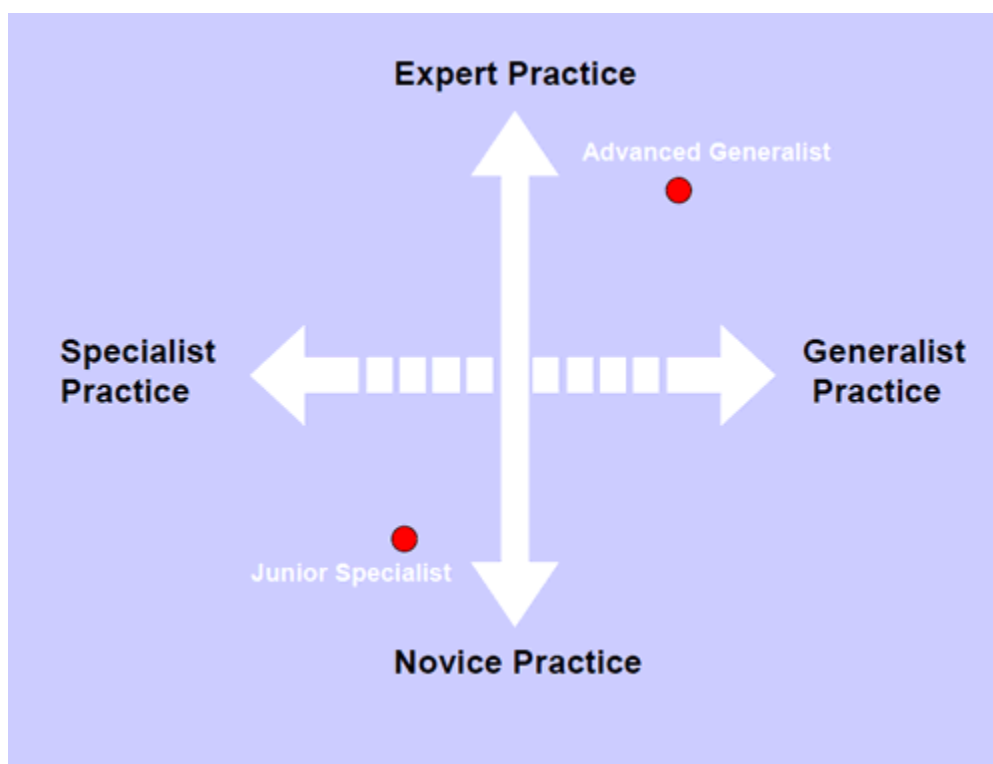 Expert Practice
Advanced Generalist
Specialist
Practice
Generalist
Practice
Junior Specialist
Novice Practice